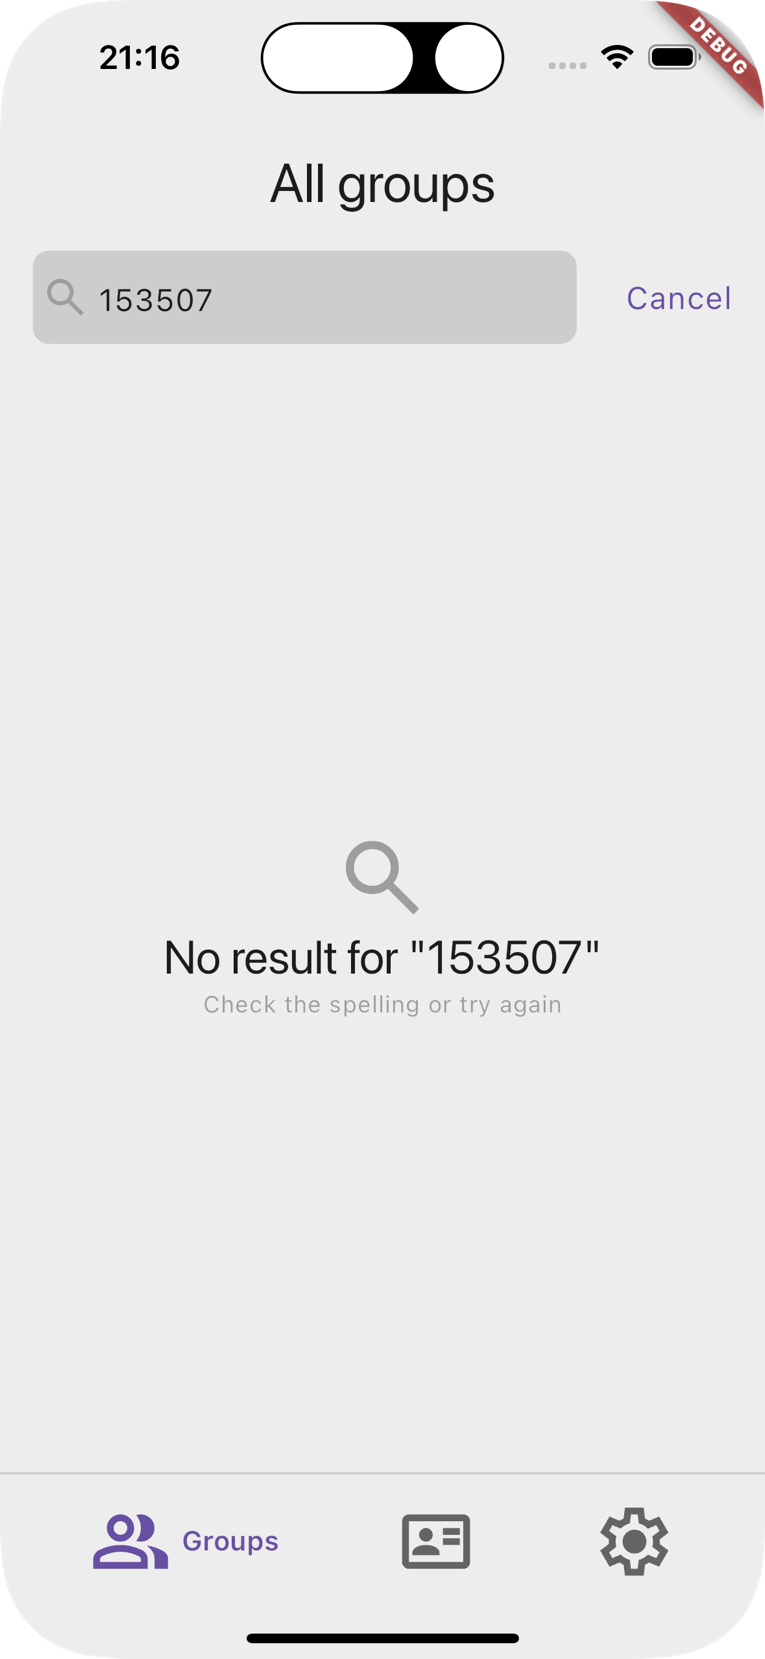 21:16
DEBUG
All groups
153507
Cancel
No result for "153507"
Check the spelling or try again
Groups